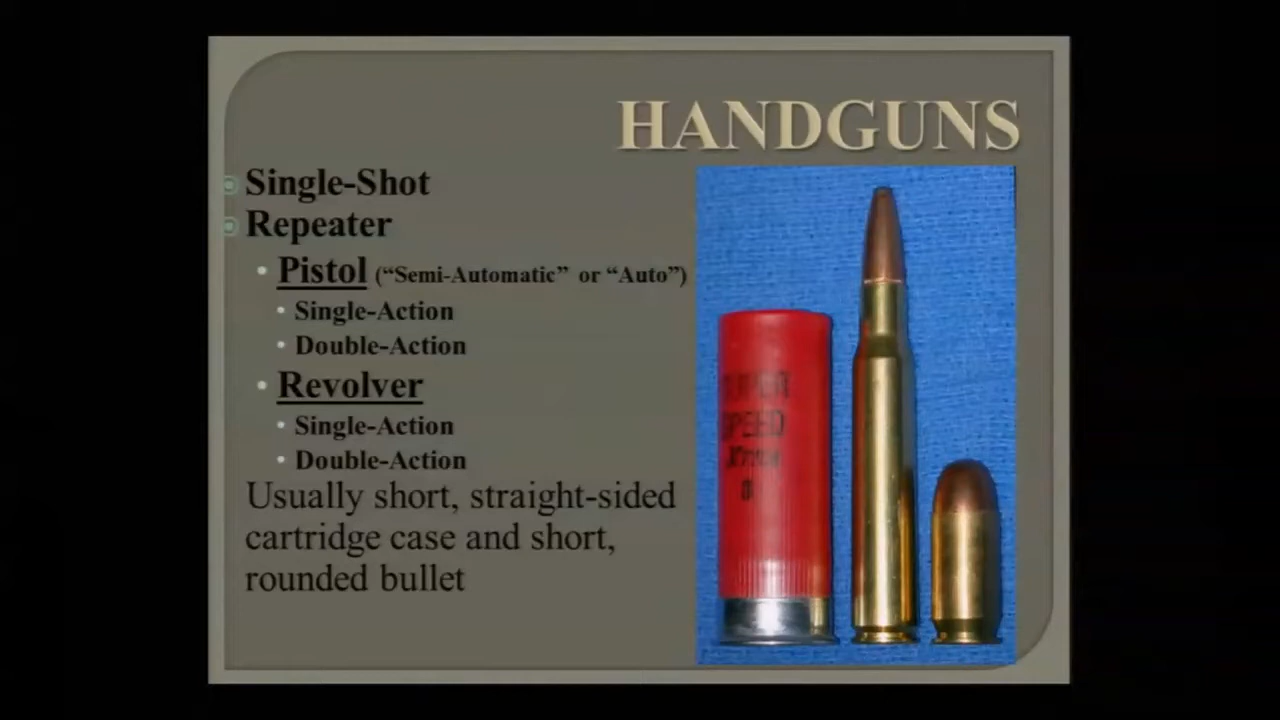 HANDGUNS
Single-Shot
Repeater
Pistol (“Semi-Automatic” or “Auto”)
Single-Action
Double-Action
Revolver
Single-Action
Double-Action
Usually short, straight-sided
cartridge case and short,
rounded bullet
SPEED